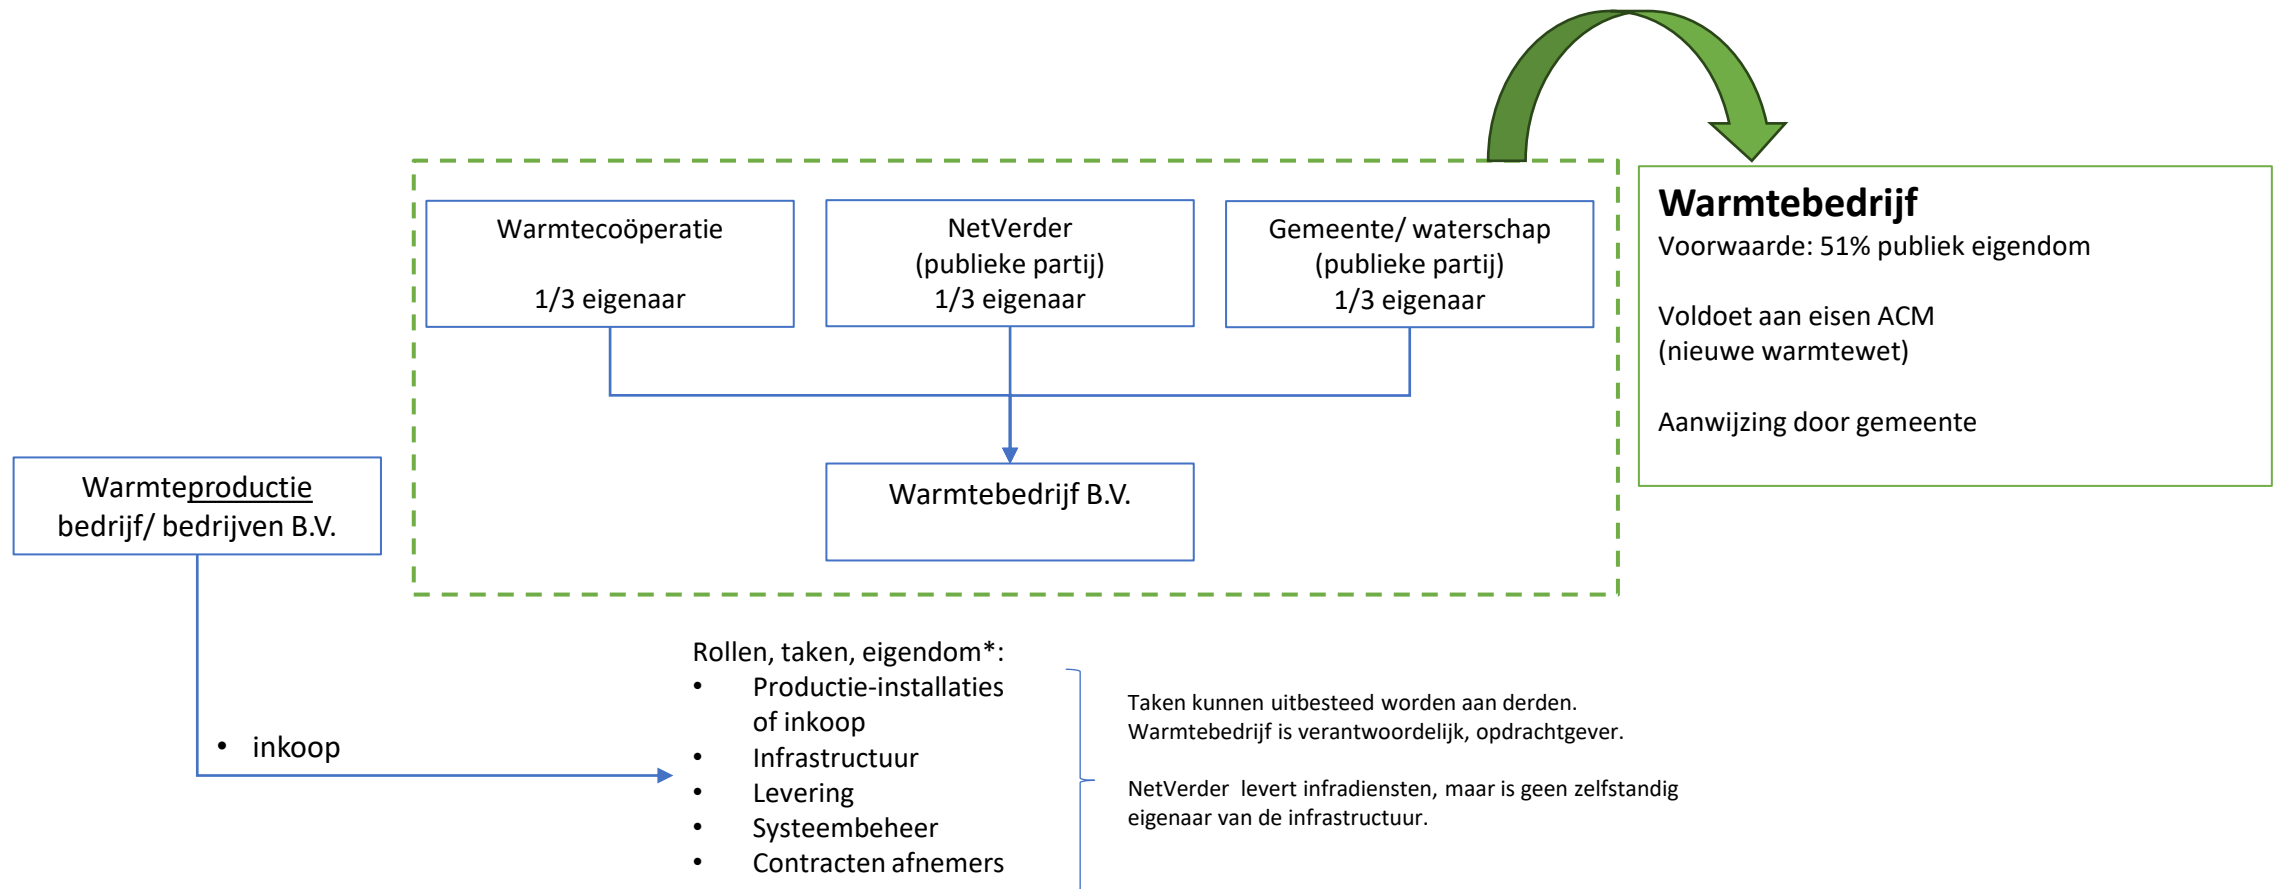 Warmtecoöperatie
1/3 eigenaar
NetVerder
(publieke partij)
1/3 eigenaar
Gemeente/ waterschap
(publieke partij)
1/3 eigenaar
Warmtebedrijf
Voorwaarde: 51% publiek eigendom
Voldoet aan eisen ACM
(nieuwe warmtewet)
Aanwijzing door gemeente
Warmteproductie
bedrijf/ bedrijven B.V.
Warmtebedrijf B.V.
• inkoop
Rollen, taken, eigendom*:
• Productie-installaties
of inkoop
• Infrastructuur
• Levering
• Systeembeheer
• Contracten afnemers
Taken kunnen uitbesteed worden aan derden.
Warmtebedrijf is verantwoordelijk, opdrachtgever.
NetVerder levert infradiensten, maar is geen zelfstandig
eigenaar van de infrastructuur.